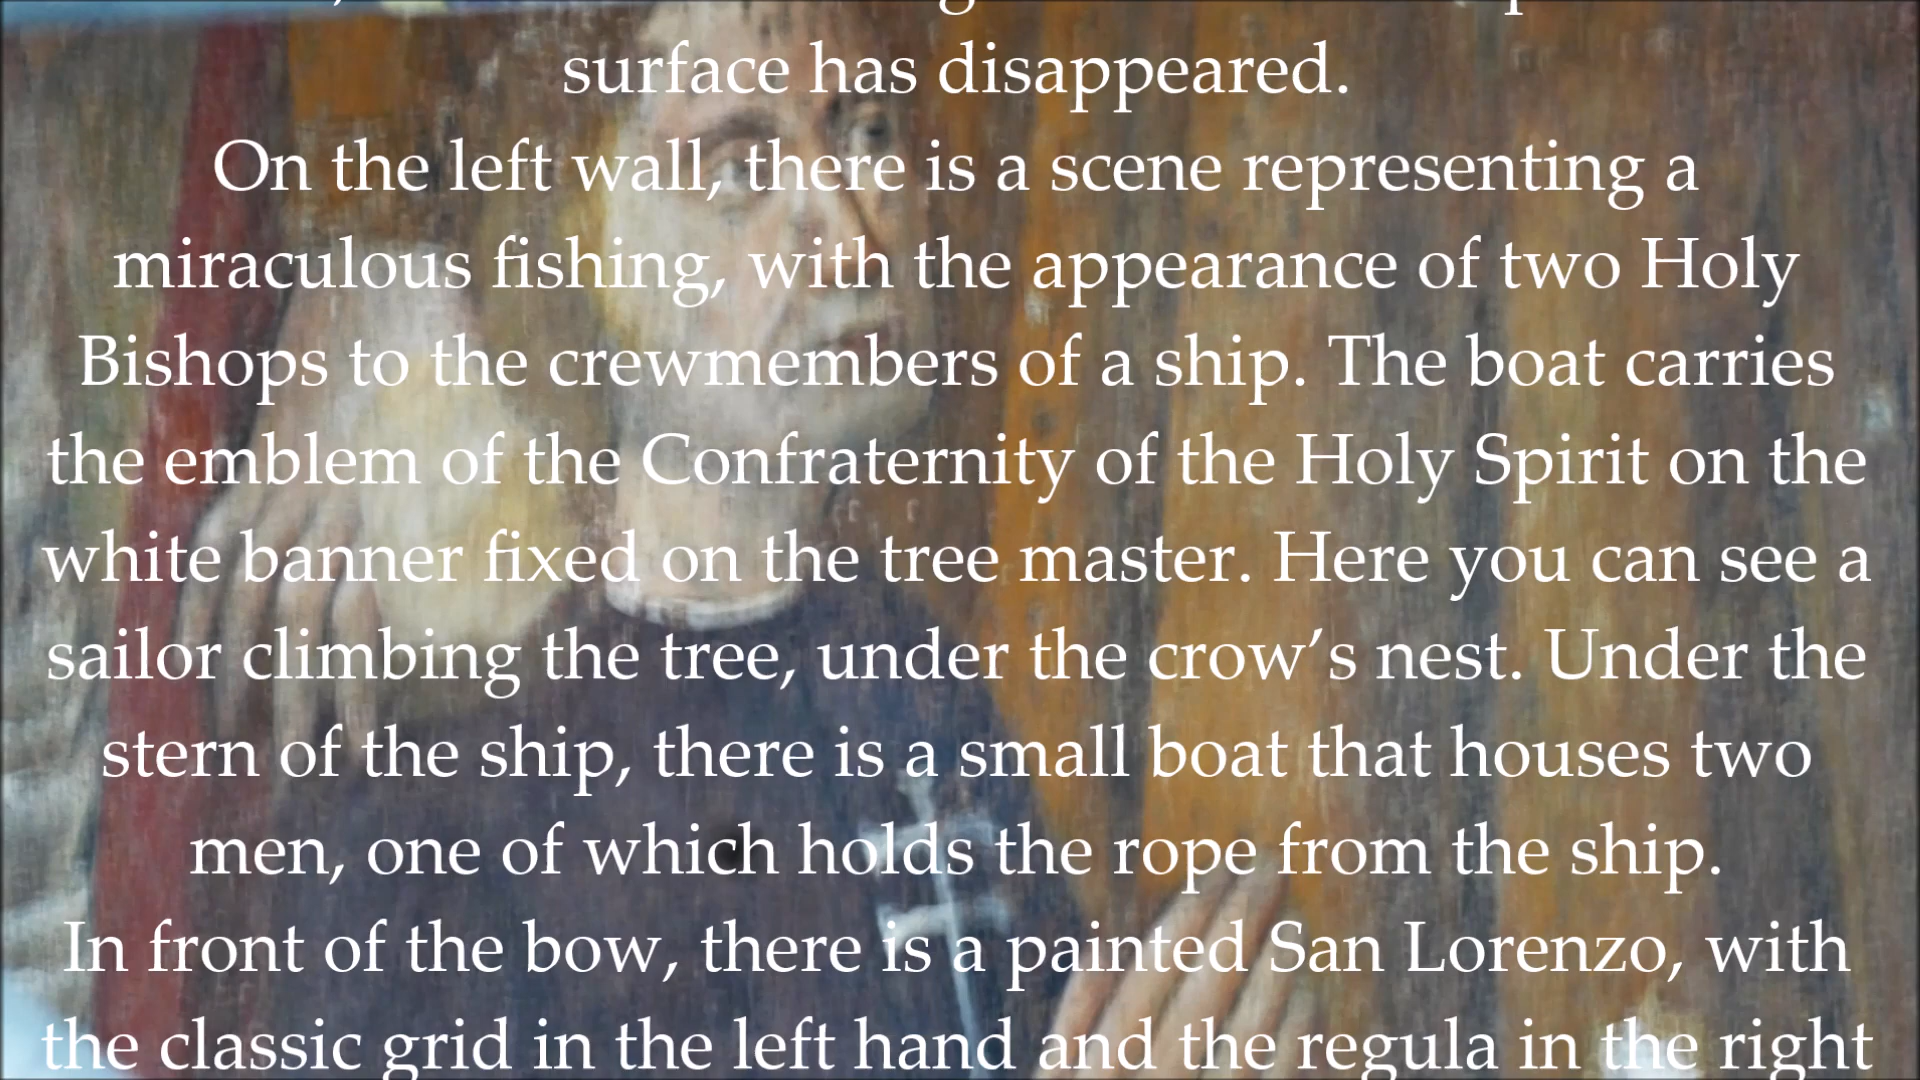 surface has disappeared.
On the left wall, there is a scene representing a
miraculous fishing, with the appearance of two Holy
Bishops to the crewmembers of a ship. The boat carries
the emblem of the Confraternity of the Holy Spirit on the
white banner fixed on the tree master. Here you can see a
sailor climbing the tree, under the crow’s nest. Under the
stern of the ship, there is a small boat that houses two
men, one of which holds the rope from the ship.
In front of the bow, there is a painted San Lorenzo, with
the classic grid in the left hand and the regula in the right